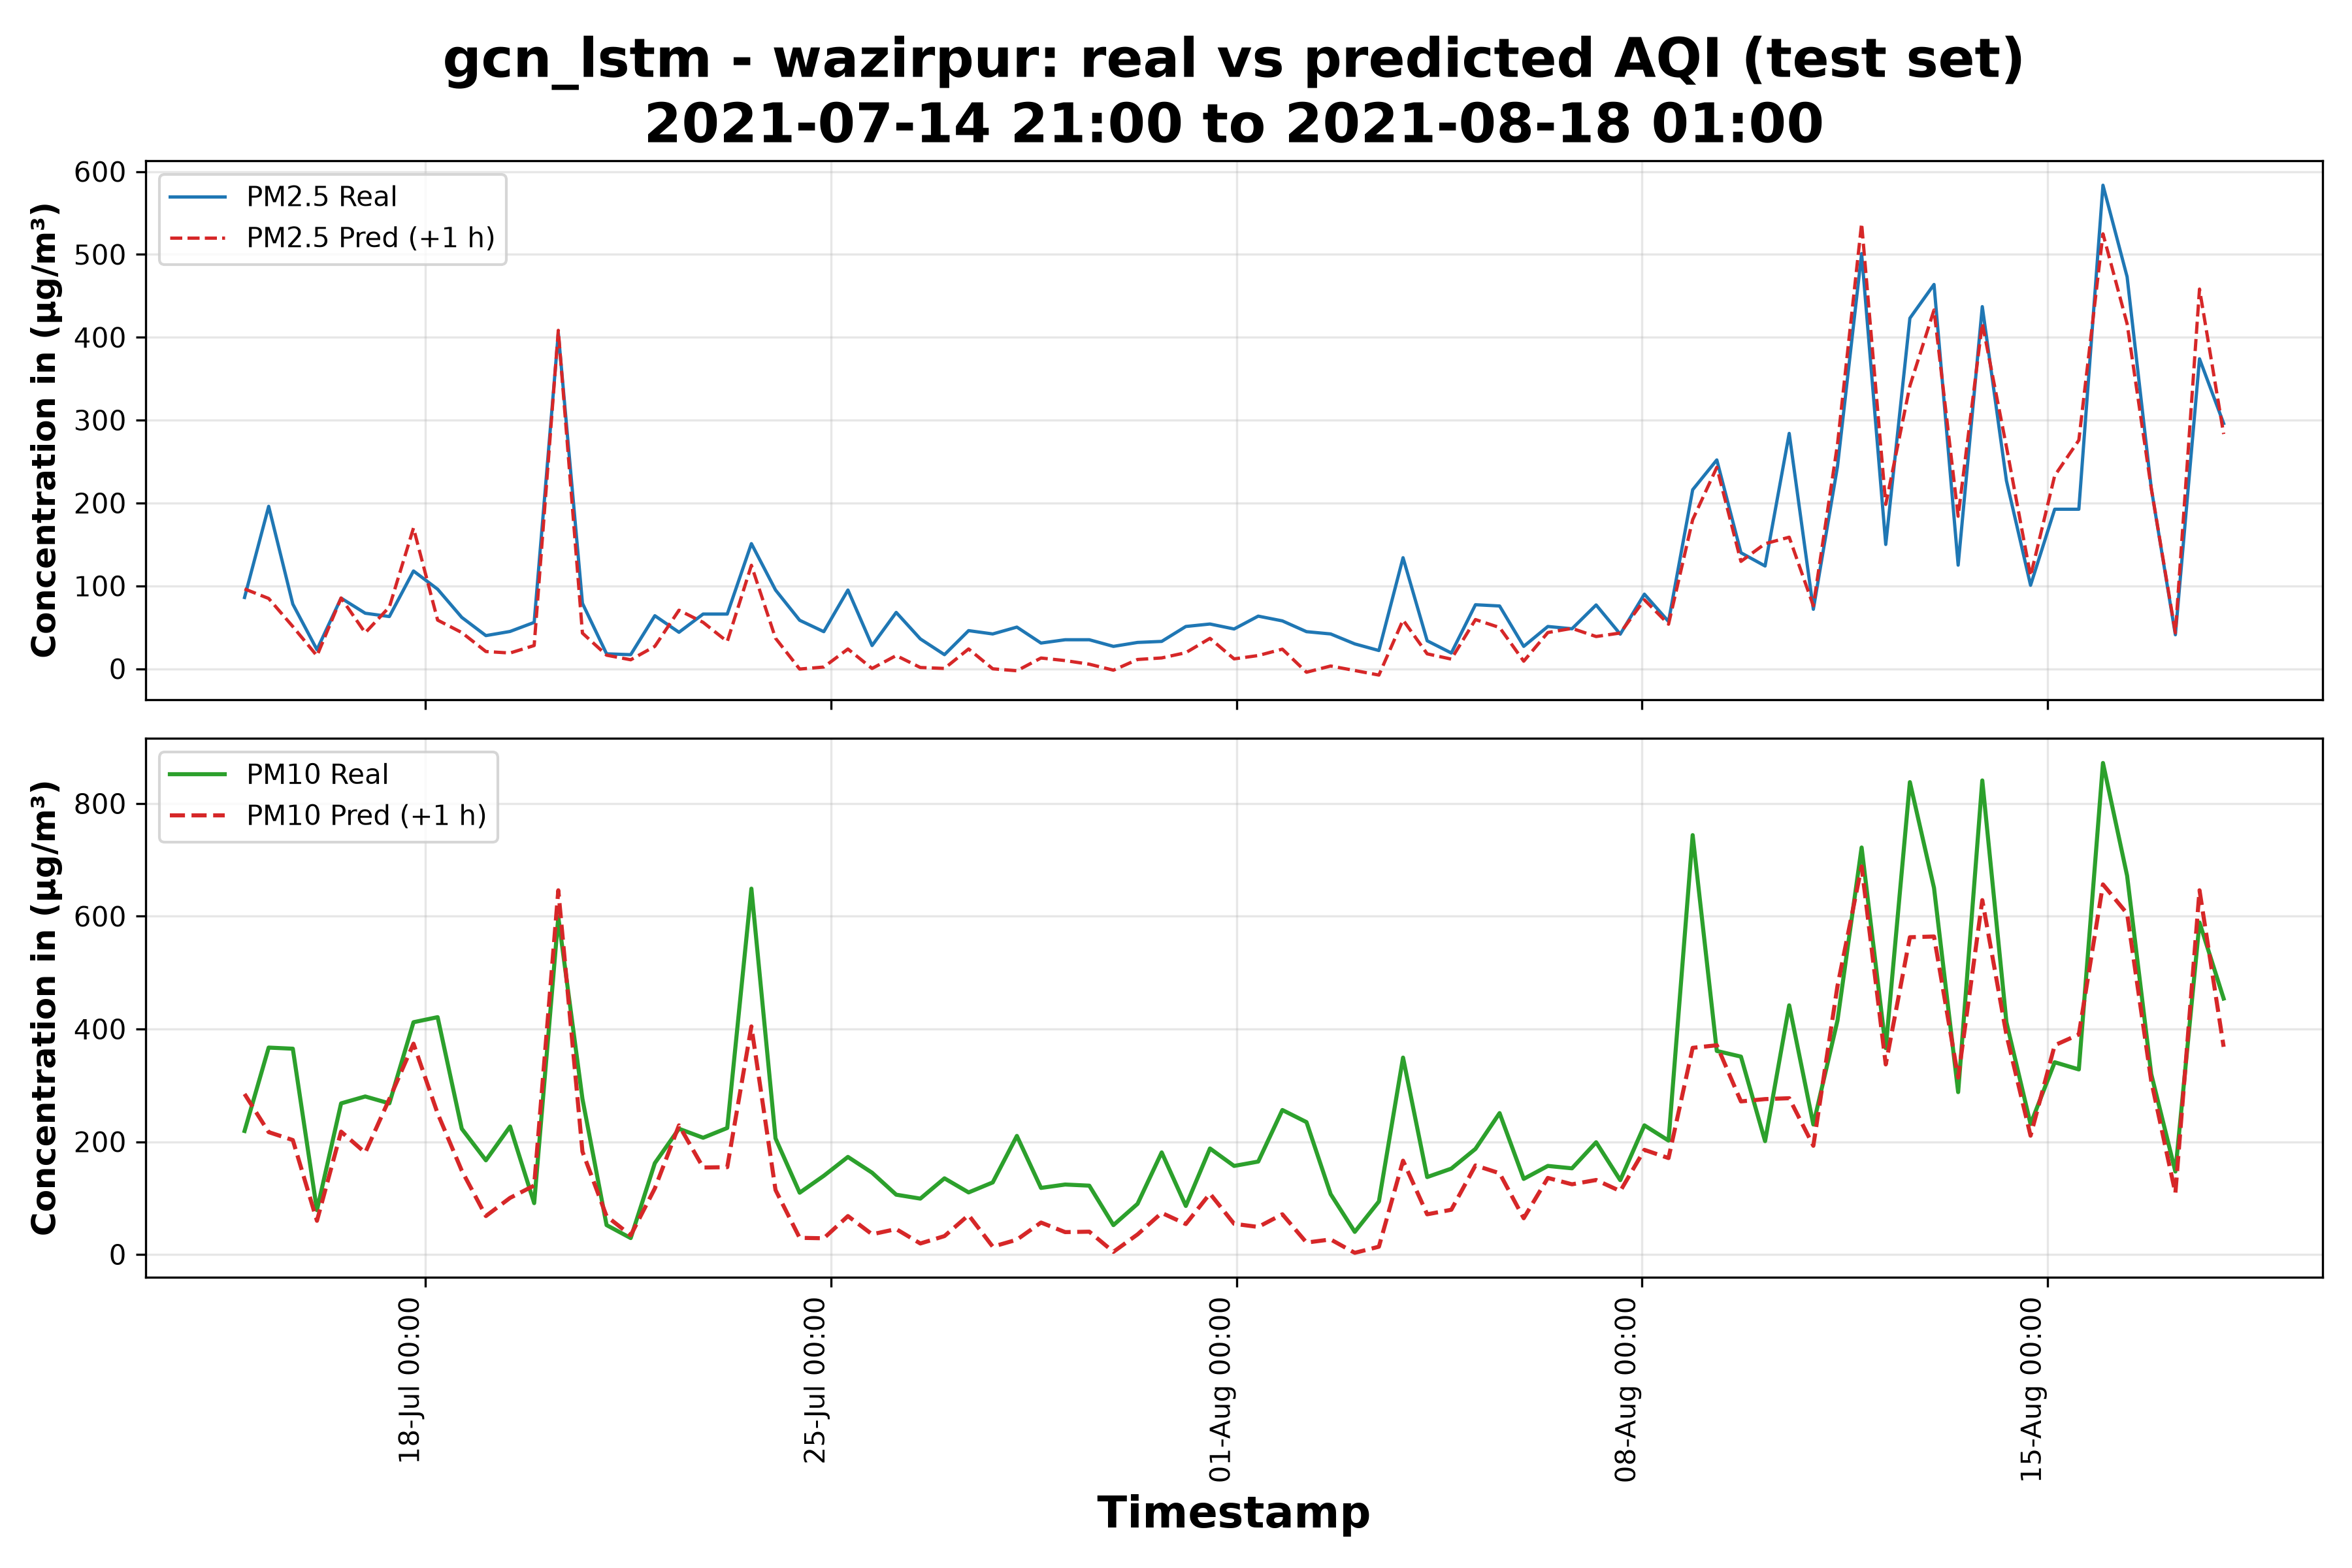 gcn_lstm - wazirpur: real vs predicted AQI (test set)
2021-07-14 21:00 to 2021-08-18 01:00
Concentration in (µg/m³)
600
500
400
300
200
100
0
PM2.5 Real
PM2.5 Pred (+1 h)
Concentration in (µg/m³)
800
600
400
200
0
PM10 Real
PM10 Pred (+1 h)
18-Jul 00:00
25-Jul 00:00
01-Aug 00:00
08-Aug 00:00
15-Aug 00:00
Timestamp